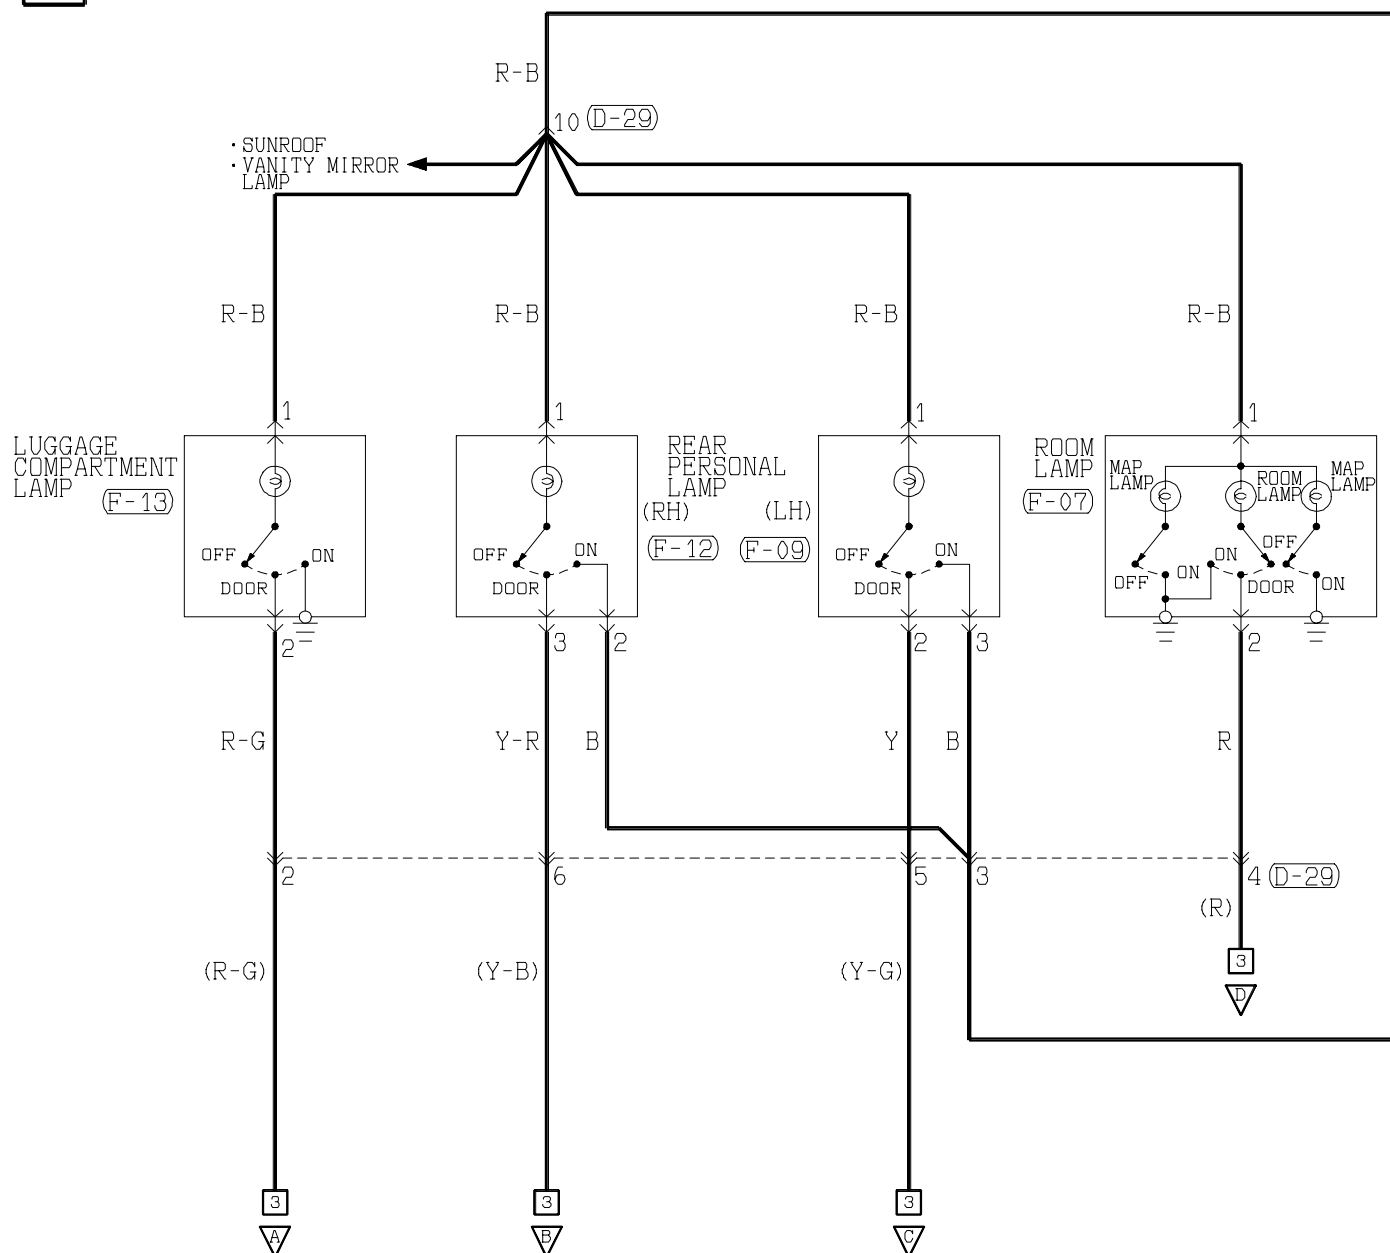 R-B
10 (D-29)
・SUNROOF
・VANITY MIRROR
LAMP
R-B
R-B
R-B
R-B
1
1
1
1
LUGGAGE
COMPARTMENT
LAMP
F-13
OFF
ON
DOOR
2
REAR
PERSONAL
LAMP
(RH)
(LH)
F-12
F-09
OFF
ON
DOOR
3
2
OFF
ON
DOOR
2
3
ROOM
LAMP
F-07
MAP
LAMP
ROOM
LAMP
MAP
LAMP
OFF
ON
ON
OFF
DOOR
ON
2
R-G
Y-R
B
Y
B
R
2
6
5
3
4
D-29
(R)
(R-G)
(Y-B)
(Y-G)
3
D
3
3
3
A
B
C